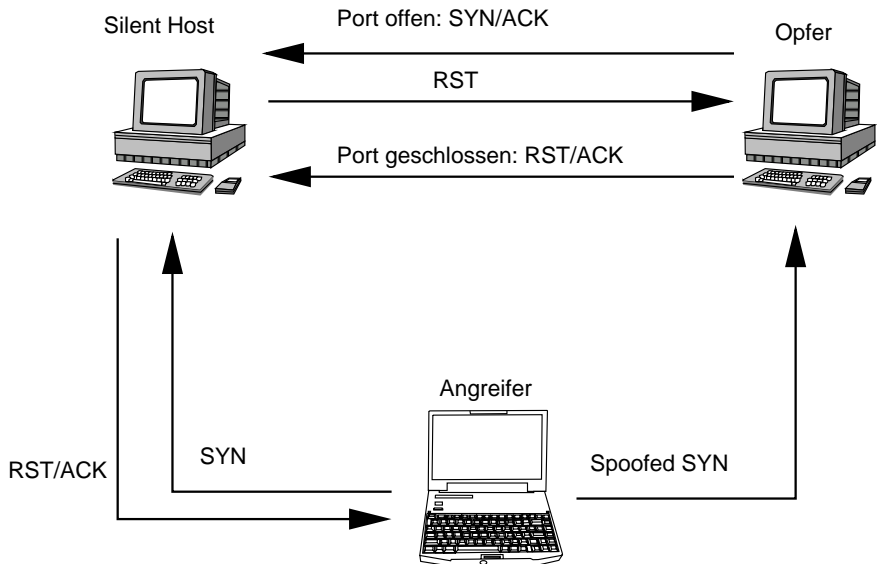 Silent Host
Port offen: SYN/ACK
Opfer
RST
Port geschlossen: RST/ACK
Angreifer
RST/ACK
SYN
Spoofed SYN